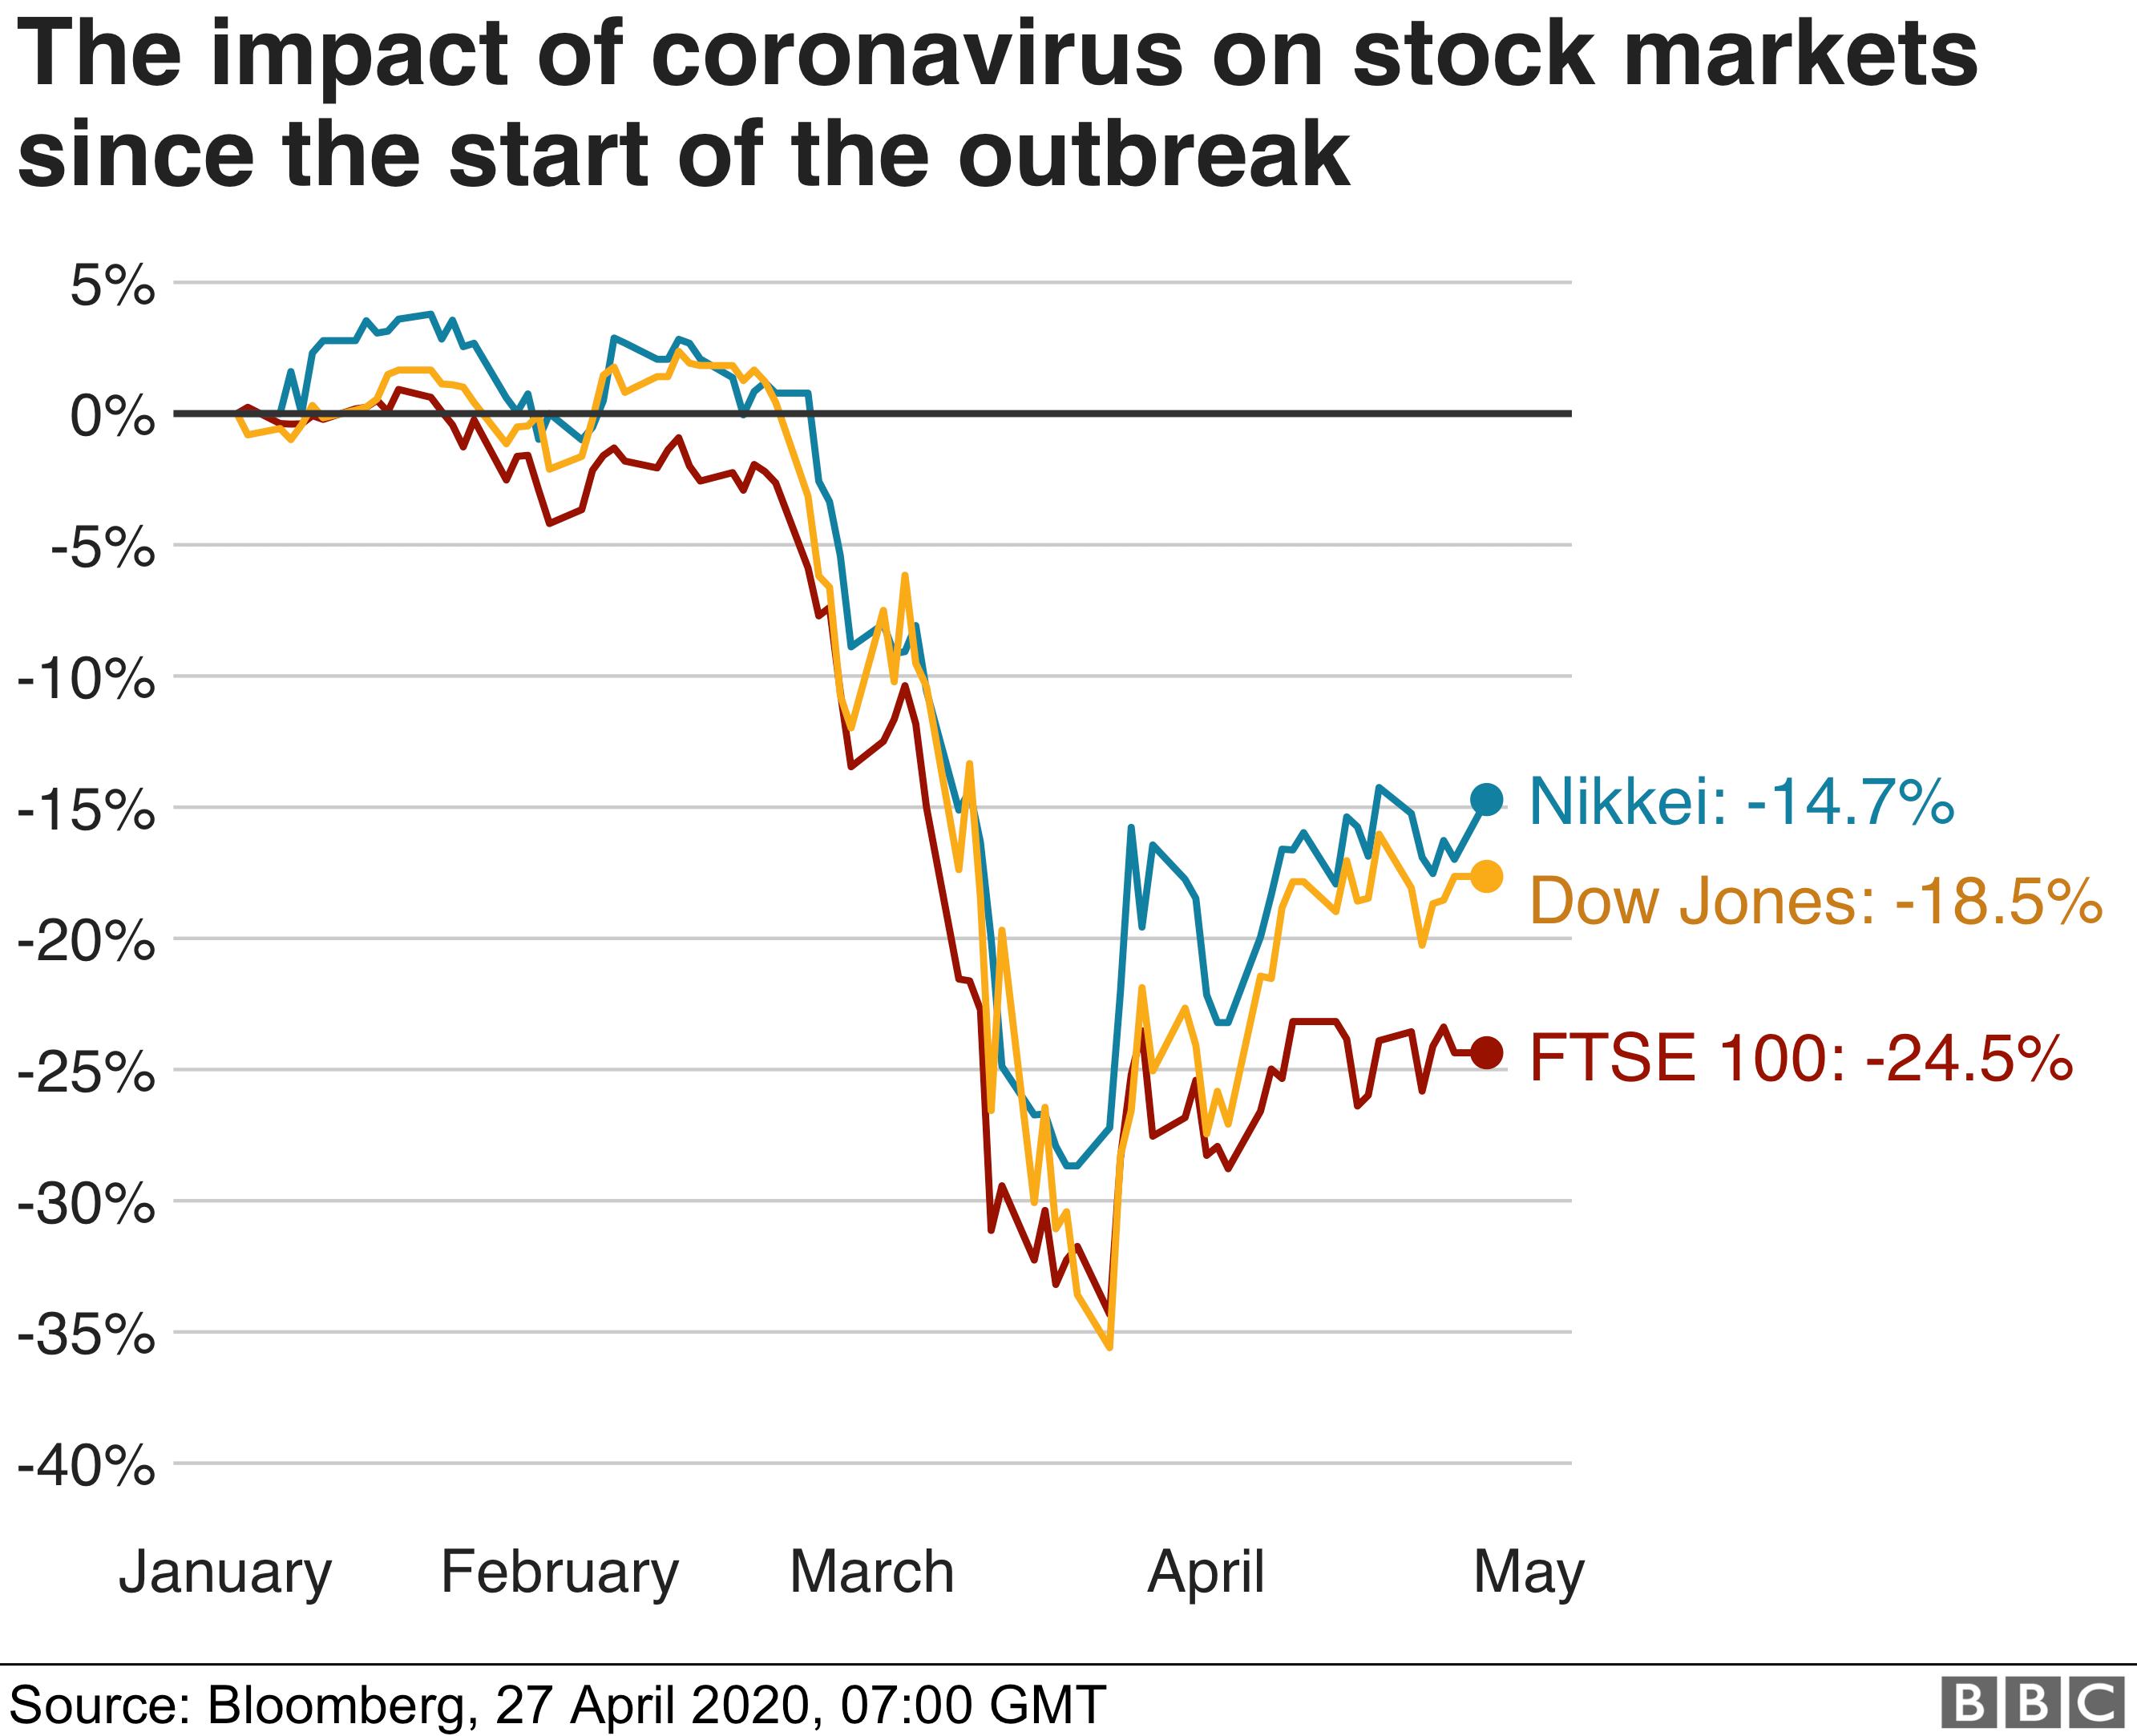 The impact of coronavirus on stock markets
since the start of the outbreak
5%
0%
-5%
-10%
-15%
-20%
-25%
-30%
-35%
-40%
Nikkei: -14.7%
Dow Jones: -18.5%
FTSE 100: -24.5%
January February March April May
Source: Bloomberg, 27 April 2020, 07:00 GMT
BBC